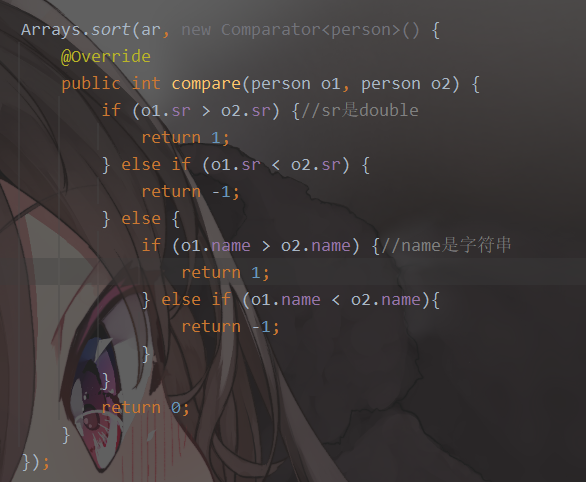 Arrays.sort(ar, new Comparator<person>() {
@Override
public int compare(person o1, person o2) {
if (o1.sr > o2.sr) {//sr是double
return 1;
} else if (o1.sr < o2.sr) {
return -1;
} else {
if (o1.name > o2.name) {//name是字符串
return 1;
} else if (o1.name < o2.name){
return -1;
}
}
return 0;
}
});